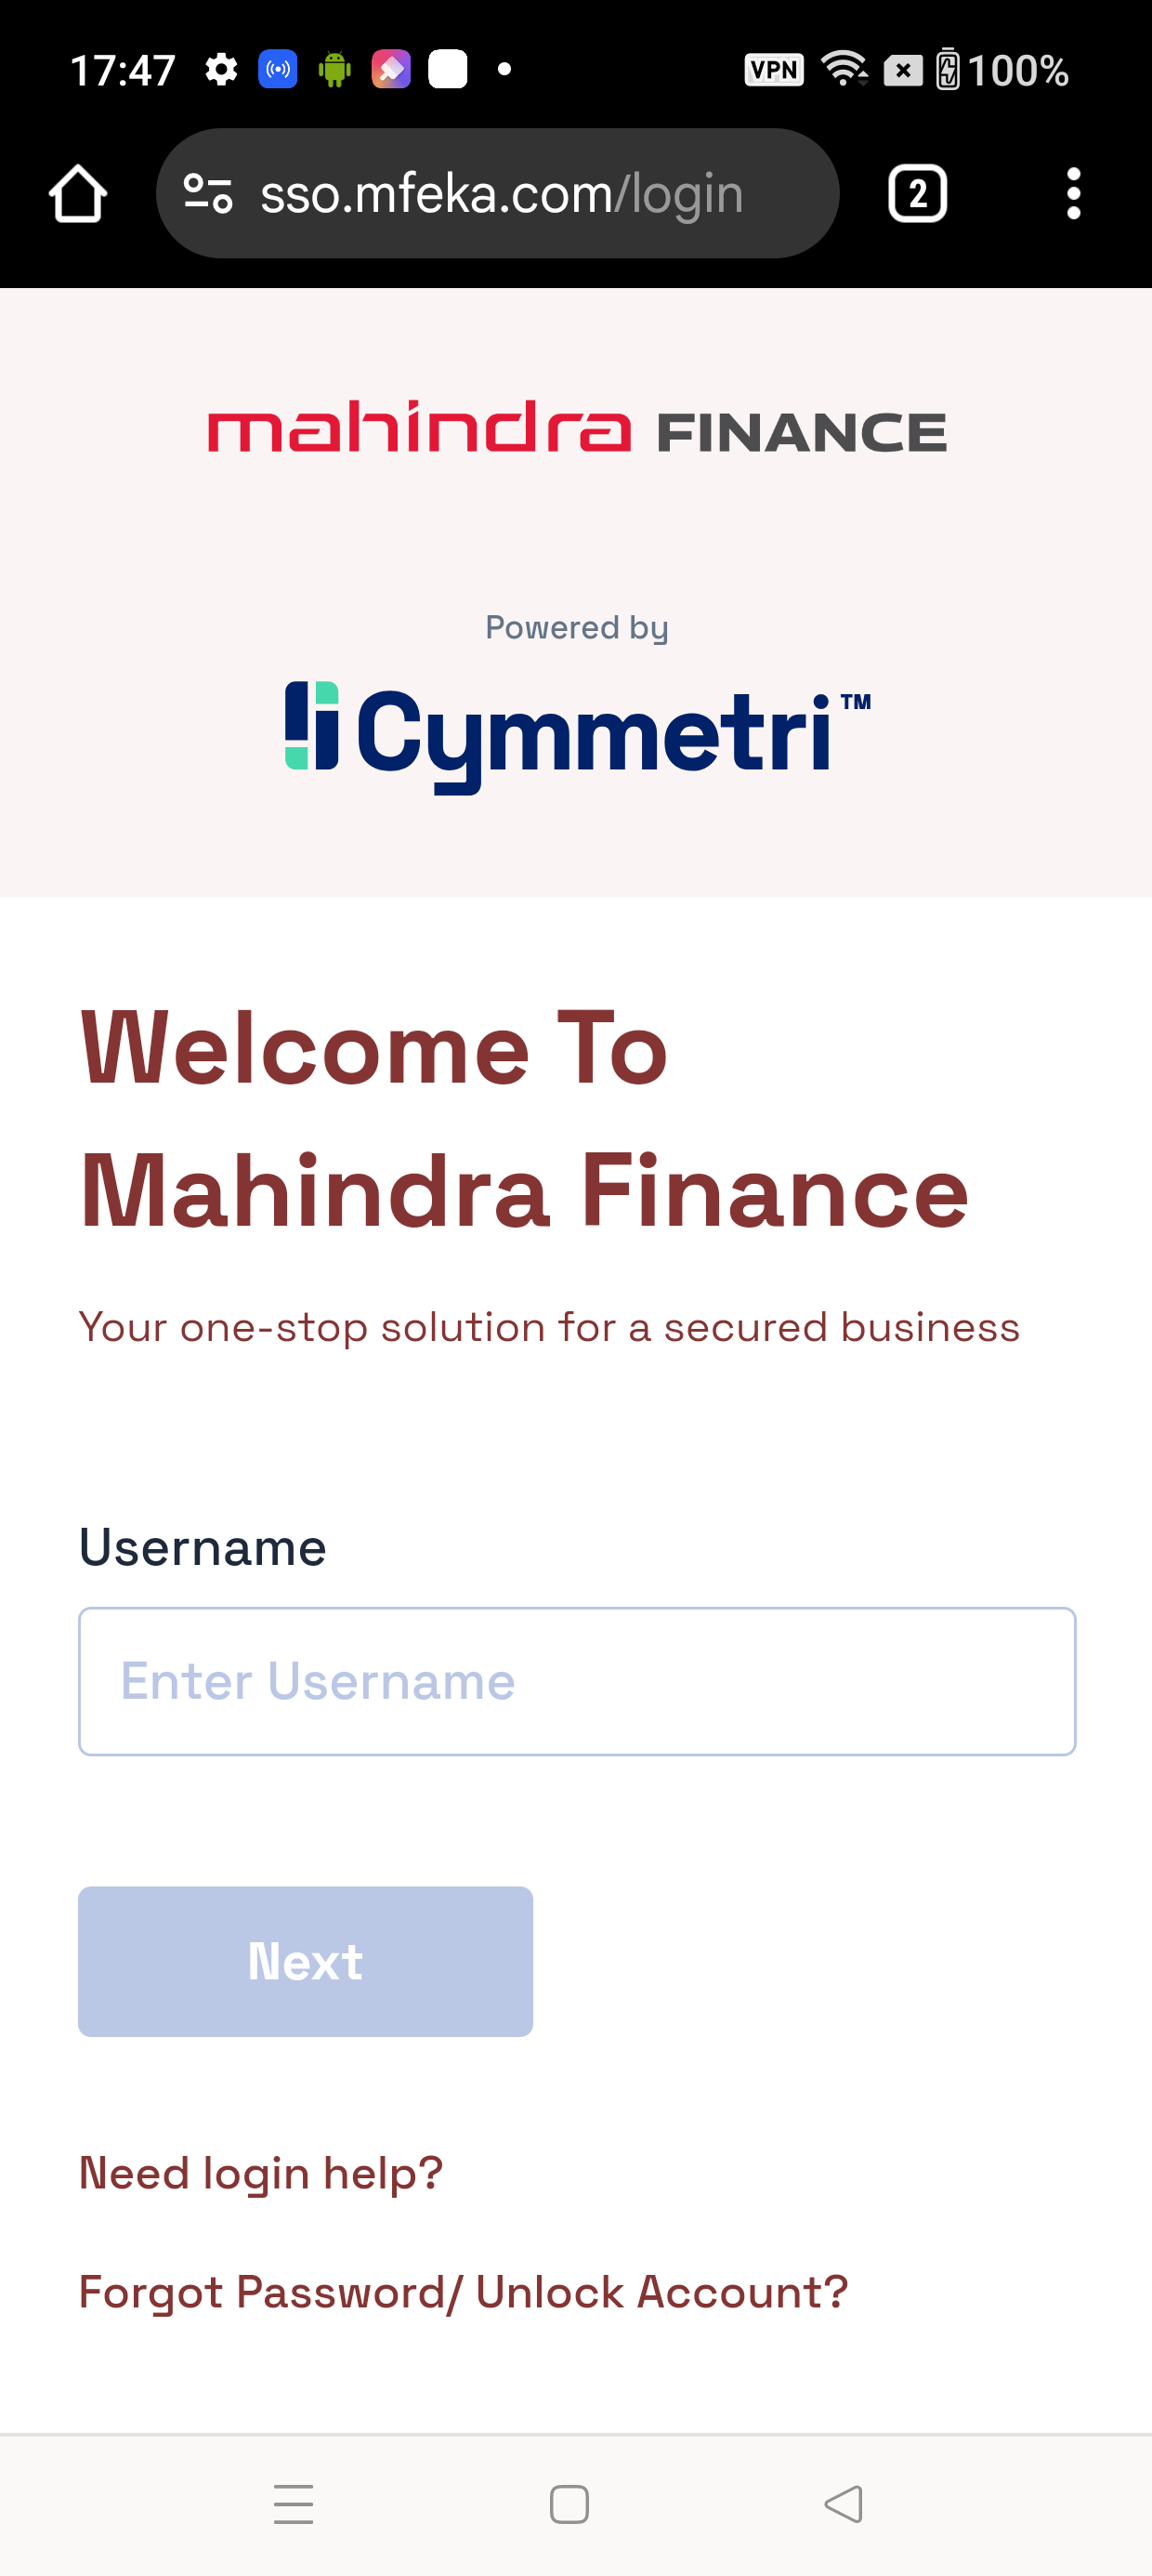 17:47
VPN
100%
sso.mfeka.com/login
2
mahindra FINANCE
Powered by
Cymmetri™
Welcome To
Mahindra Finance
Your one-stop solution for a secured business
Username
Enter Username
Next
Need login help?
Forgot Password/ Unlock Account?